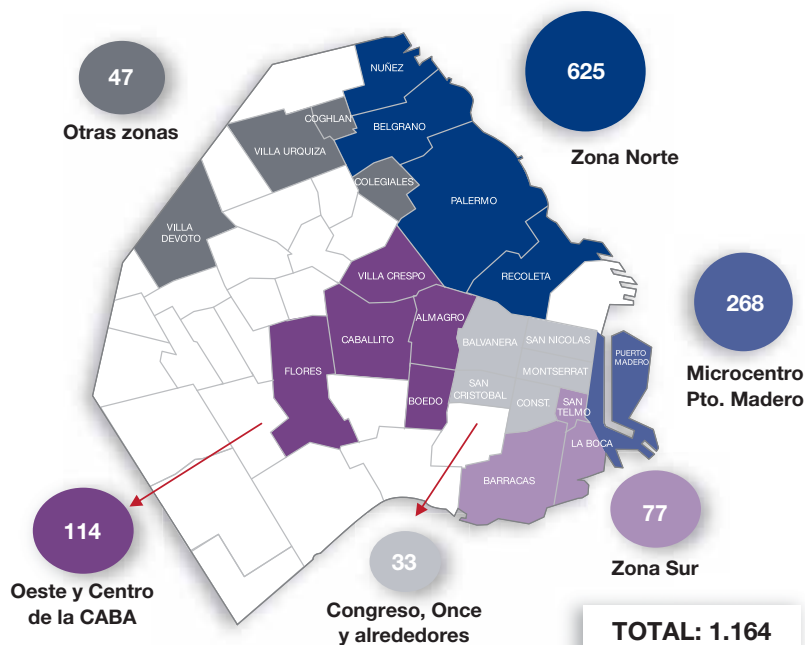 47
Otras zonas
625
Zona Norte
NUÑEZ
COGHLAN
BELGRANO
VILLA URQUIZA
COLEGIALES
PALERMO
VILLA
DEVOTO
RECOLETA
VILLA CRESPO
268
Microcentro
Pto. Madero
ALMAGRO
CABALLITO
BALVANERA
SAN NICOLAS
PUERTO
MADERO
FLORES
MONTSERRAT
SAN
CRISTOBAL
BOEDO
CONST.
SAN
TELMO
LA BOCA
BARRACAS
114
Oeste y Centro
de la CABA
33
Congreso, Once
y alrededores
77
Zona Sur
TOTAL: 1.164